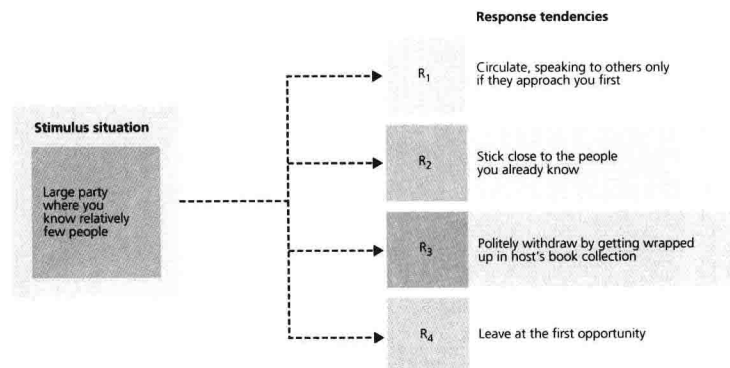 Response tendencies
R1
Circulate, speaking to others only
if they approach you first
Stimulus situation
Large party
where you
know relatively
few people
R2
Stick close to the people
you already know
R3
Politely withdraw by getting wrapped
up in host's book collection
R4
Leave at the first opportunity